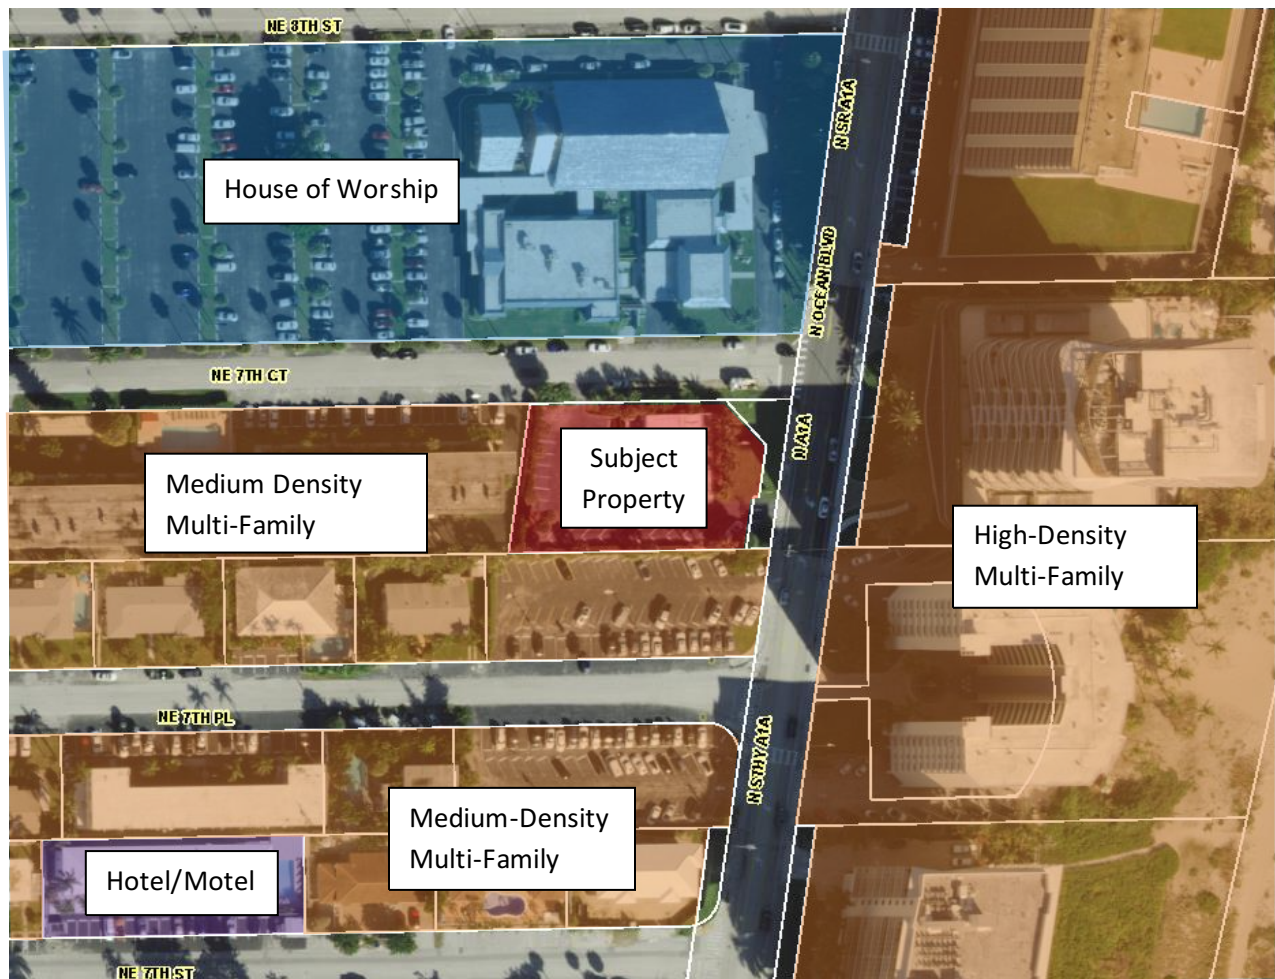 NE 8TH ST
N SR A1A
House of Worship
N OCEAN BLVD
NE 7TH CT
N A1A
Subject
Property
Medium Density
Multi-Family
High-Density
Multi-Family
NE 7TH PL
N STHY A1A
Medium-Density
Multi-Family
Hotel/Motel
NE 7TH ST